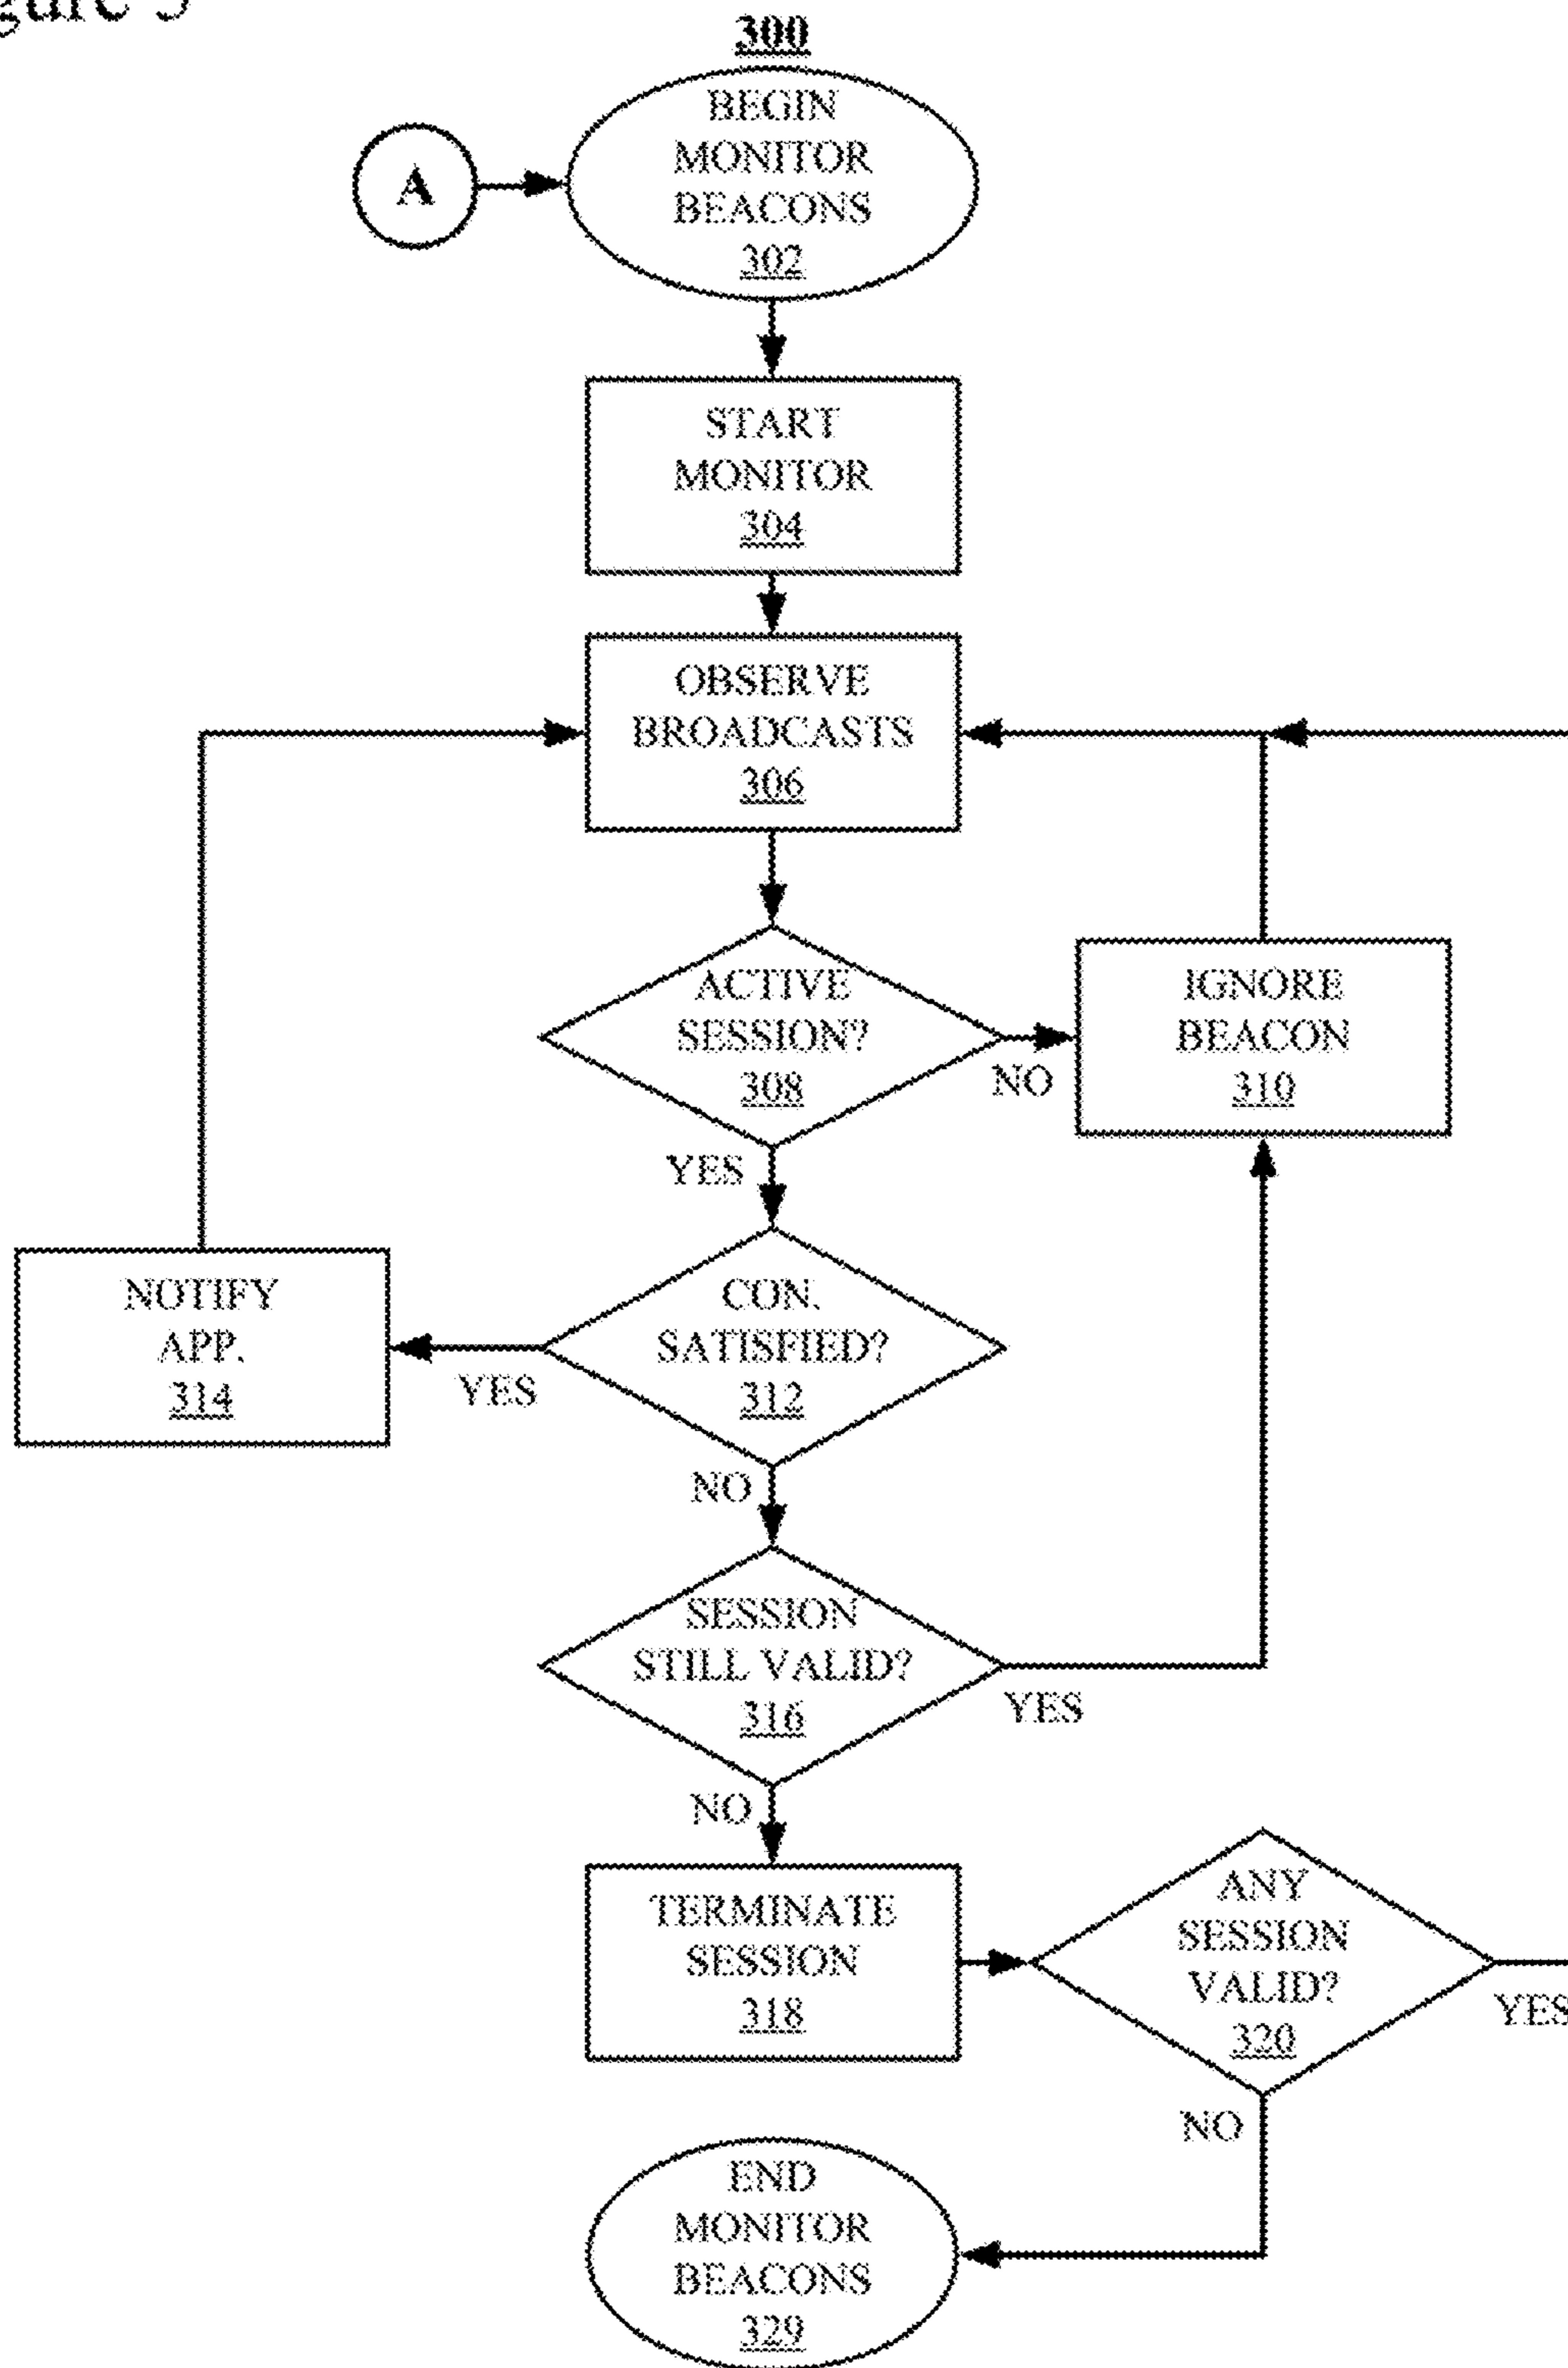 300
BEGIN
MONITOR
BEACONS
302
A
START
MONITOR
304
OBSERVE
BROADCASTS
306
ACTIVE
SESSION?
308
NO
IGNORE
BEACON
310
YES
CON.
SATISFIED?
312
YES
NOTIFY
APP.
314
NO
SESSION
STILL VALID?
316
YES
NO
TERMINATE
SESSION
318
ANY
SESSION
VALID?
320
YES
NO
END
MONITOR
BEACONS
329